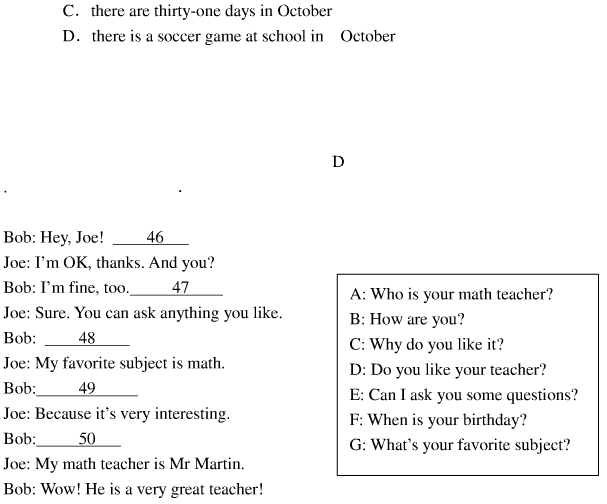 C．there are thirty-one days in October
D．there is a soccer game at school in October
D
. .
Bob: Hey, Joe! 46
Joe: I'm OK, thanks. And you?
Bob: I'm fine, too. 47
Joe: Sure. You can ask anything you like.
Bob: 48
Joe: My favorite subject is math.
Bob: 49
Joe: Because it's very interesting.
Bob: 50
Joe: My math teacher is Mr Martin.
Bob: Wow! He is a very great teacher!
A: Who is your math teacher?
B: How are you?
C: Why do you like it?
D: Do you like your teacher?
E: Can I ask you some questions?
F: When is your birthday?
G: What's your favorite subject?